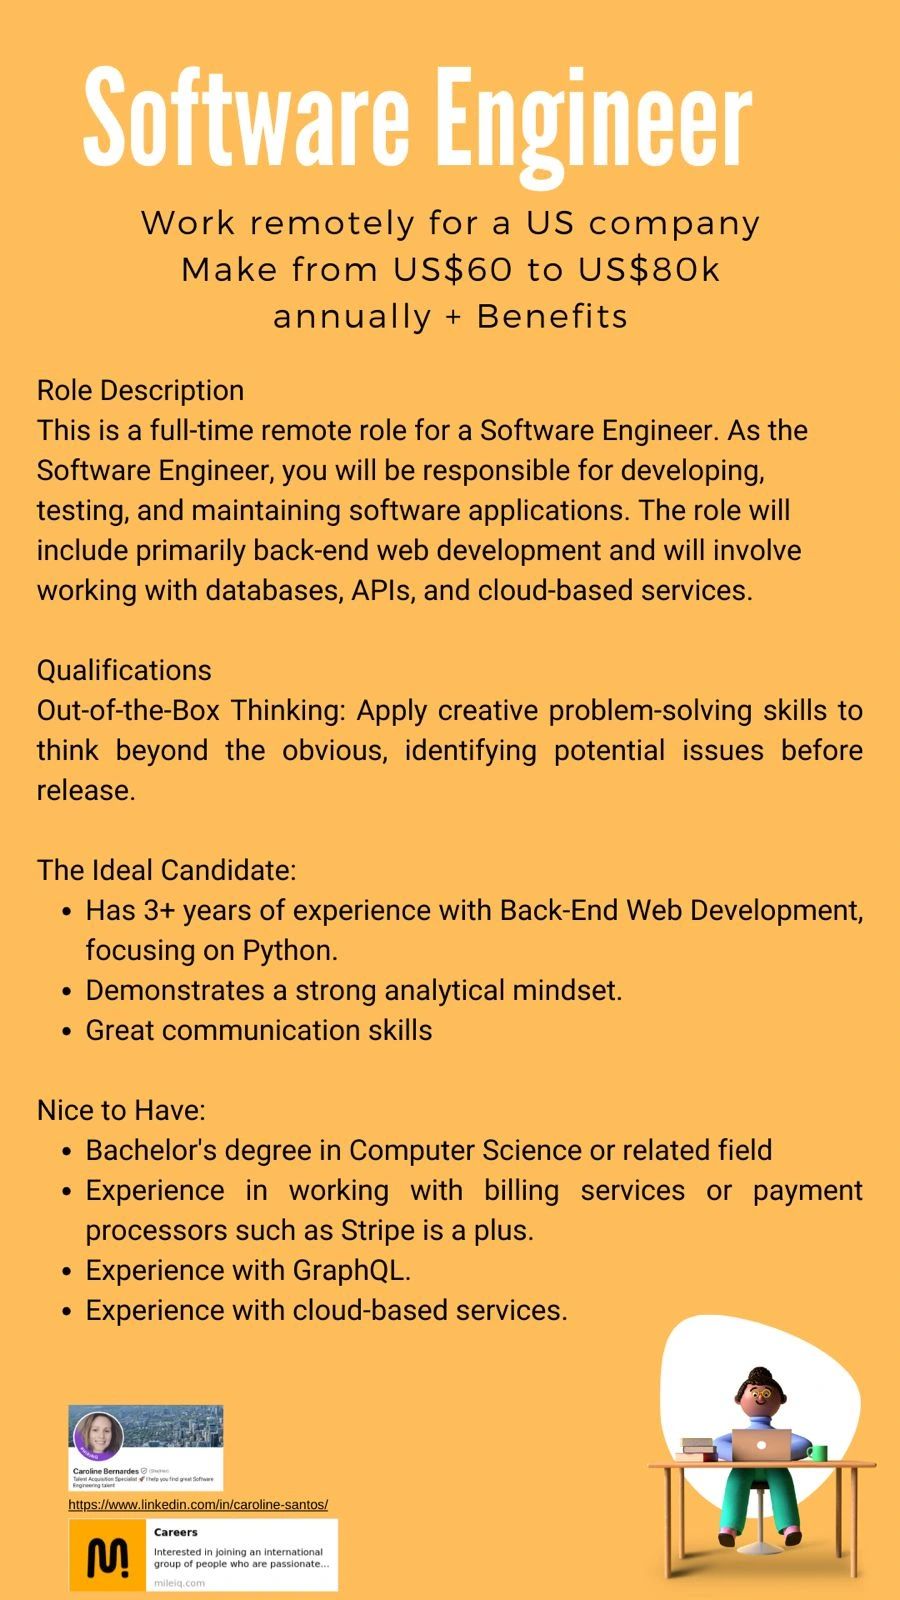 Software Engineer
Work remotely for a US company
Make from US$60 to US$80k
annually + Benefits
Role Description
This is a full-time remote role for a Software Engineer. As the
Software Engineer, you will be responsible for developing,
testing, and maintaining software applications. The role will
include primarily back-end web development and will involve
working with databases, APIs, and cloud-based services.
Qualifications
Out-of-the-Box Thinking: Apply creative problem-solving skills to
think beyond the obvious, identifying potential issues before
release.
The Ideal Candidate:
• Has 3+ years of experience with Back-End Web Development,
focusing on Python.
• Demonstrates a strong analytical mindset.
• Great communication skills
Nice to Have:
• Bachelor's degree in Computer Science or related field
• Experience in working with billing services or payment
processors such as Stripe is a plus.
• Experience with GraphQL.
• Experience with cloud-based services.
Caroline Bernardes (She/Her)
Talent Acquisition Specialist 🚀 I help you find great Software
Engineering talent
https://www.linkedin.com/in/caroline-santos/
Careers
Interested in joining an international
group of people who are passionate...
mileiq.com